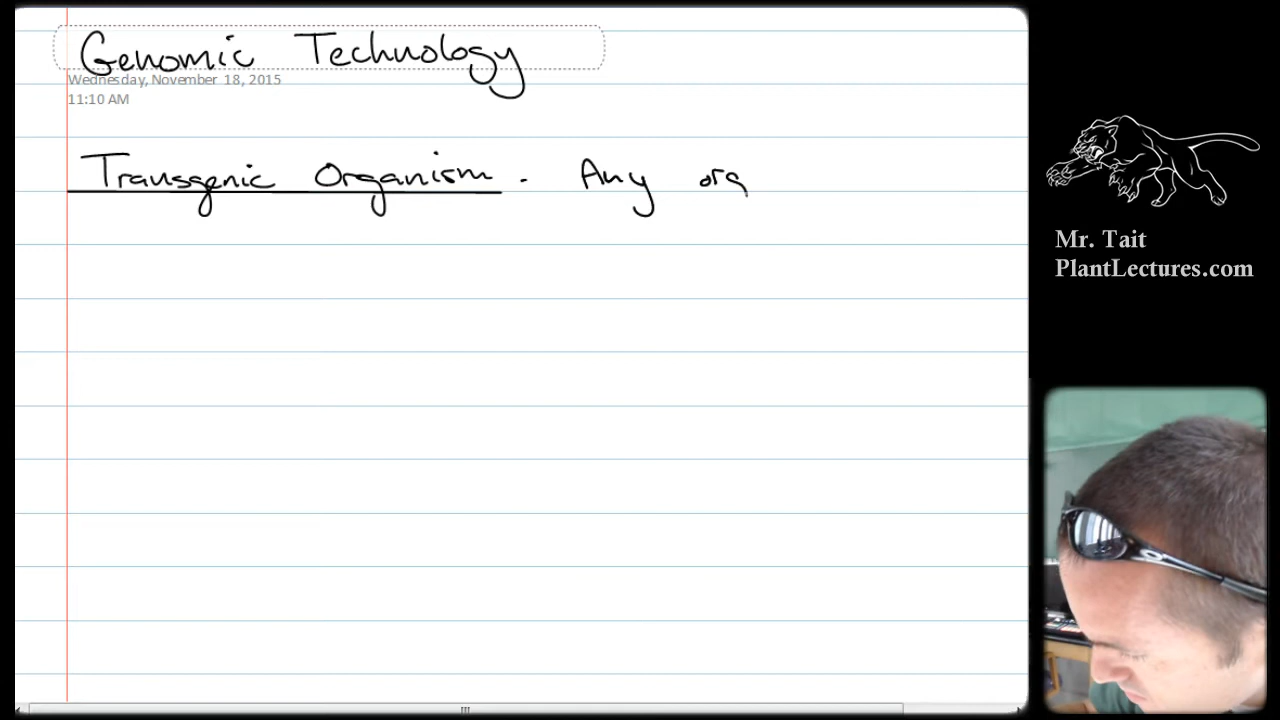 Genomic Technology
Wednesday, November 18, 2015
11:10 AM
Transgenic Organism - Any org
Mr. Tait
PlantLectures.com